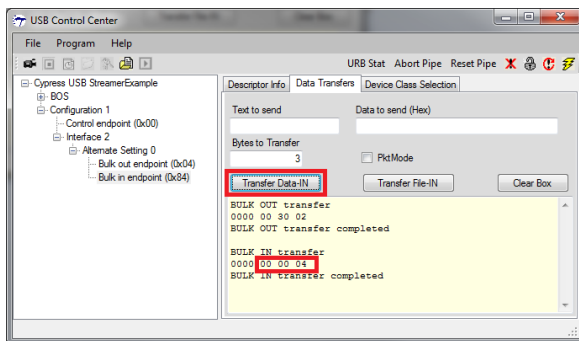 USB Control Center
File Program Help
URB Stat Abort Pipe Reset Pipe
Cypress USB StreamerExample
BOS
Configuration 1
Control endpoint (0x00)
Interface 2
Alternate Setting 0
Bulk out endpoint (0x04)
Bulk in endpoint (0x84)
Descriptor Info Data Transfers Device Class Selection
Text to send Data to send (Hex)
Bytes to Transfer
3 PktMode
Transfer Data-IN Transfer File-IN Clear Box
BULK OUT transfer
0000 00 30 02
BULK OUT transfer completed
BULK IN transfer
0000 00 00 04
BULK IN transfer completed